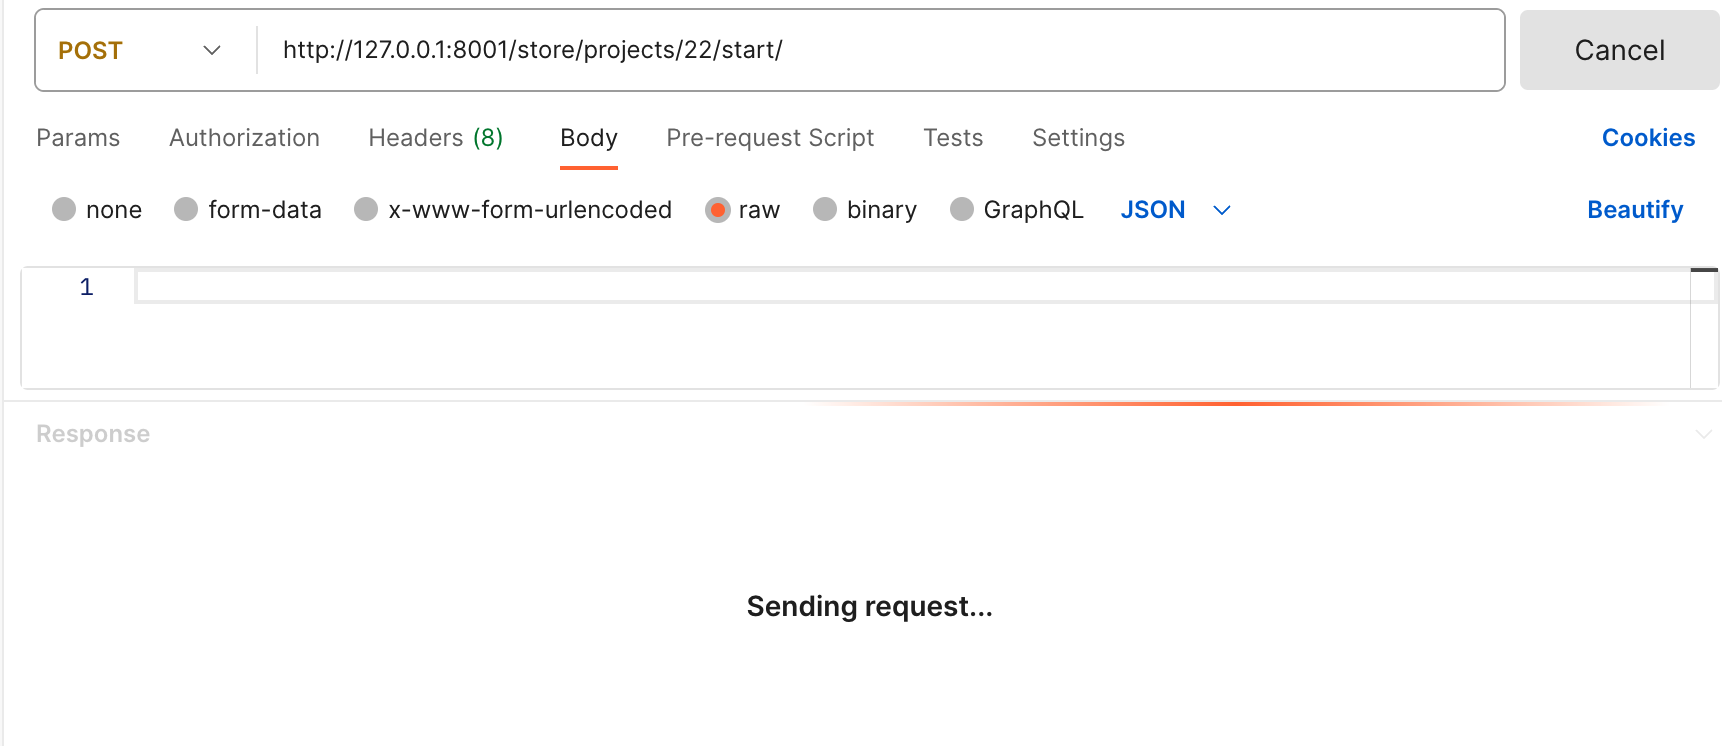 POST http://127.0.0.1:8001/store/projects/22/start/ Cancel
Params Authorization Headers (8) Body Pre-request Script Tests Settings Cookies
none form-data x-www-form-urlencoded raw binary GraphQL JSON Beautify
1
Response
Sending request...